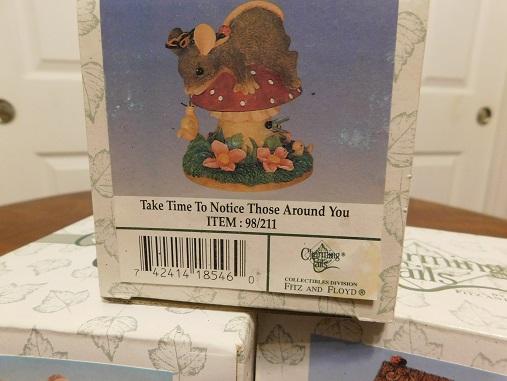 Take Time To Notice Those Around You
ITEM : 98/211
7 42414 18546 0
Charming Tails®
COLLECTIBLES DIVISION
FITZ AND FLOYD®
Charming
Tails